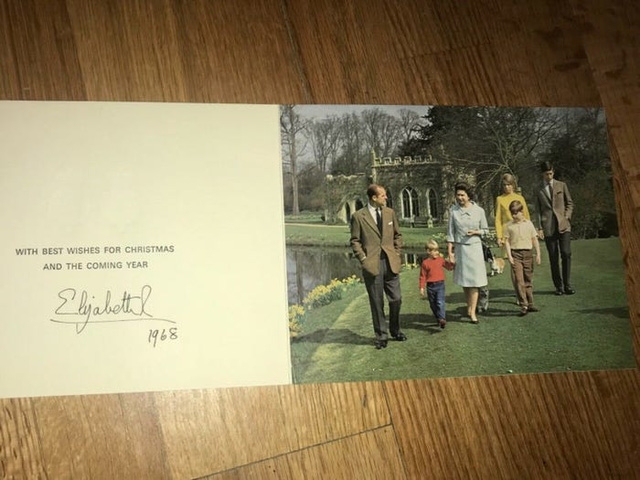 WITH BEST WISHES FOR CHRISTMAS
AND THE COMING YEAR
Elizabeth R
1968